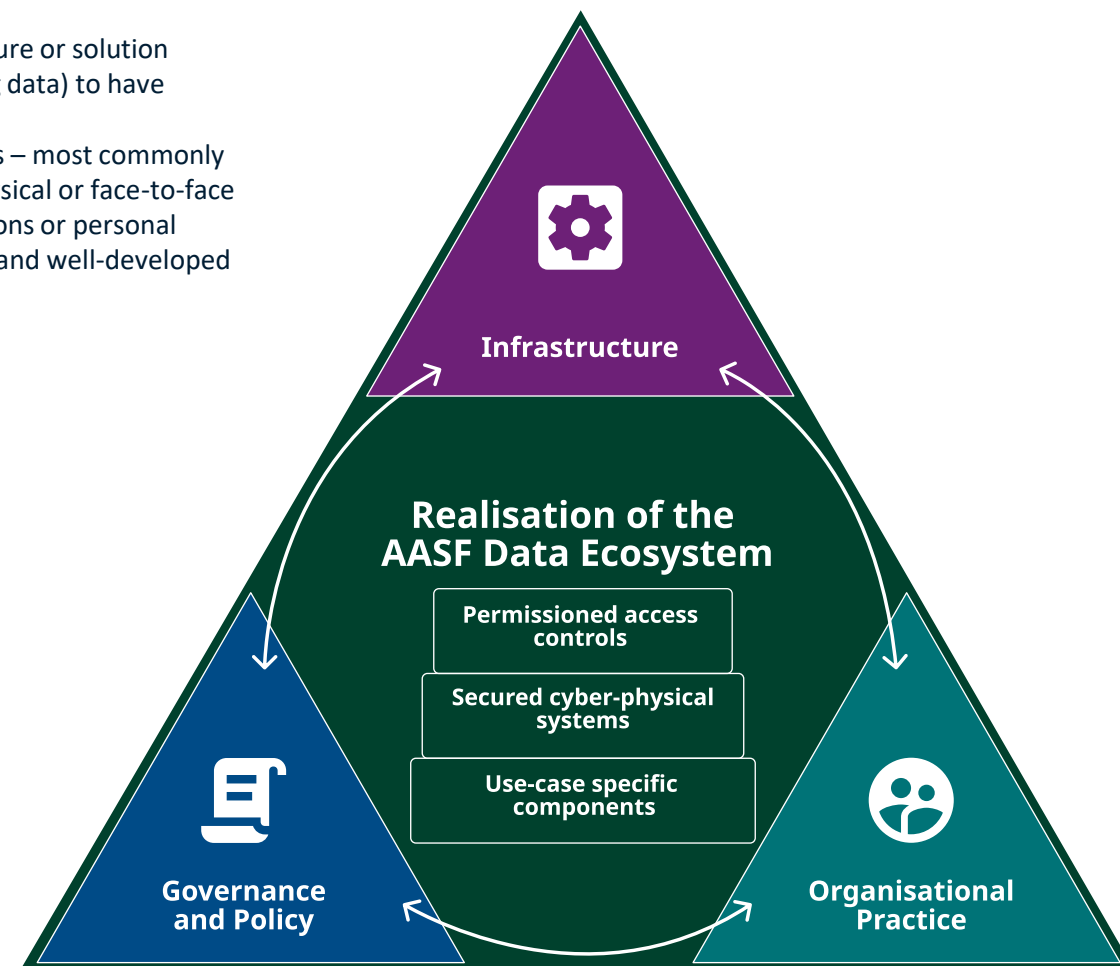 ure or solution
data) to have
s – most commonly
sical or face-to-face
ons or personal
and well-developed
Infrastructure
Realisation of the
AASF Data Ecosystem
Permissioned access
controls
Secured cyber-physical
systems
Use-case specific
components
Governance
and Policy
Organisational
Practice